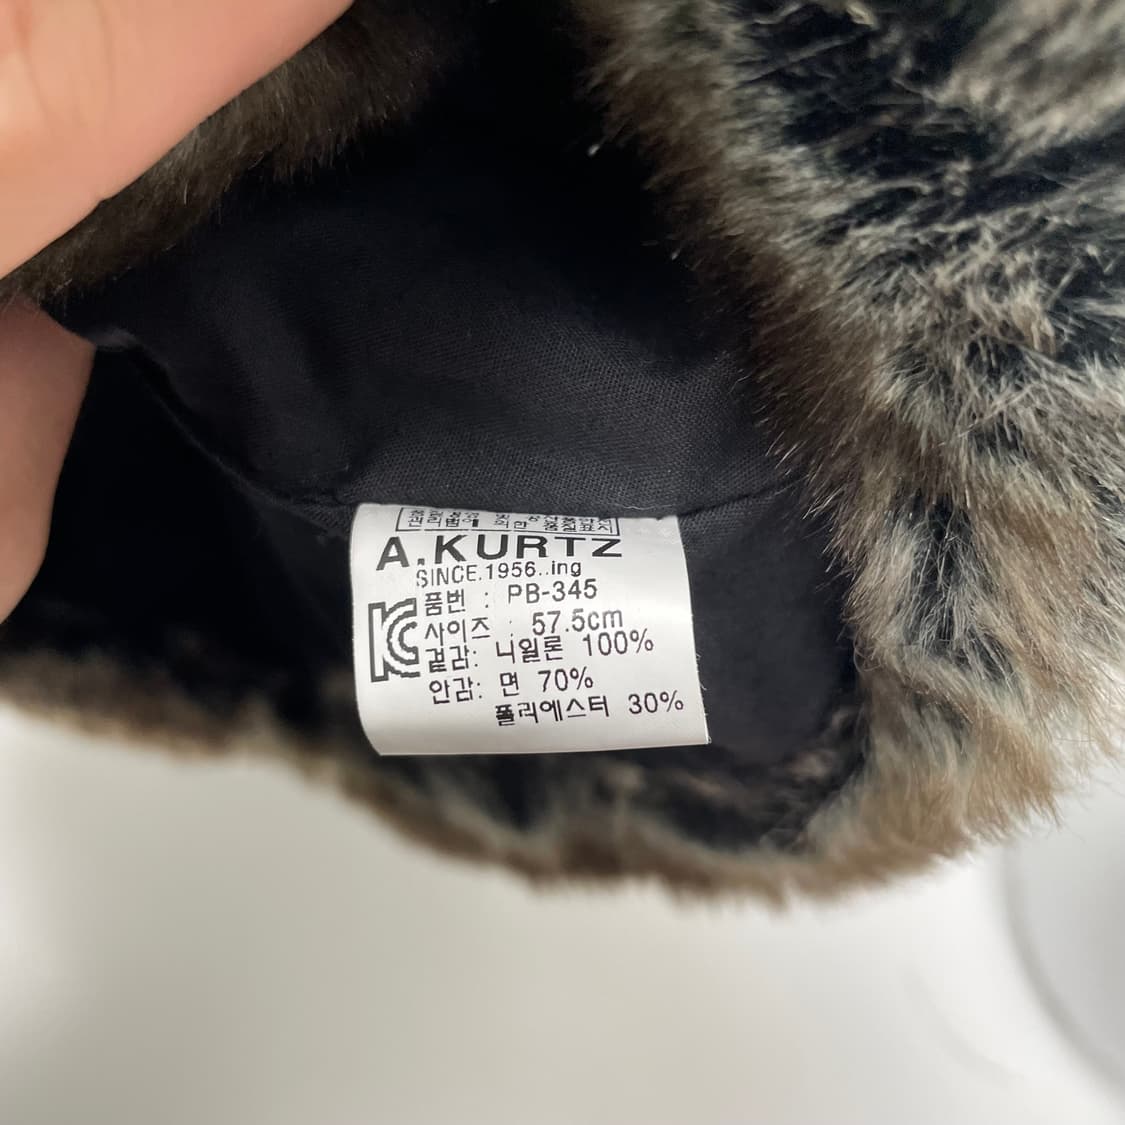 A.KURTZ
SINCE.1956..ing
품번 : PB-345
사이즈 : 57.5cm
겉감: 니일론 100%
안감: 면 70%
폴리에스터 30%